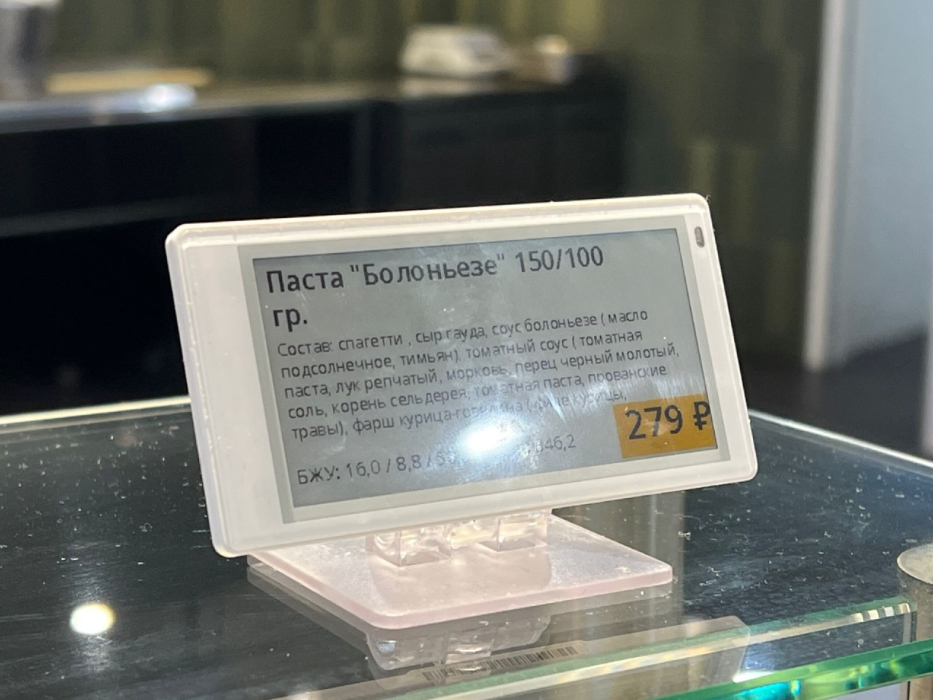 Паста "Болоньезе" 150/100
гр.
Состав: спагетти , сыр гауда, соус болоньезе ( масло
подсолнечное, тимьян), томатный соус ( томатная
паста, лук репчатый, морковь, перец черный молотый,
соль, корень сельдерея, томатная паста, прованские
травы), фарш курица-говядина (филе курицы,
279 ₽
БЖУ: 16,0 / 8,8 /